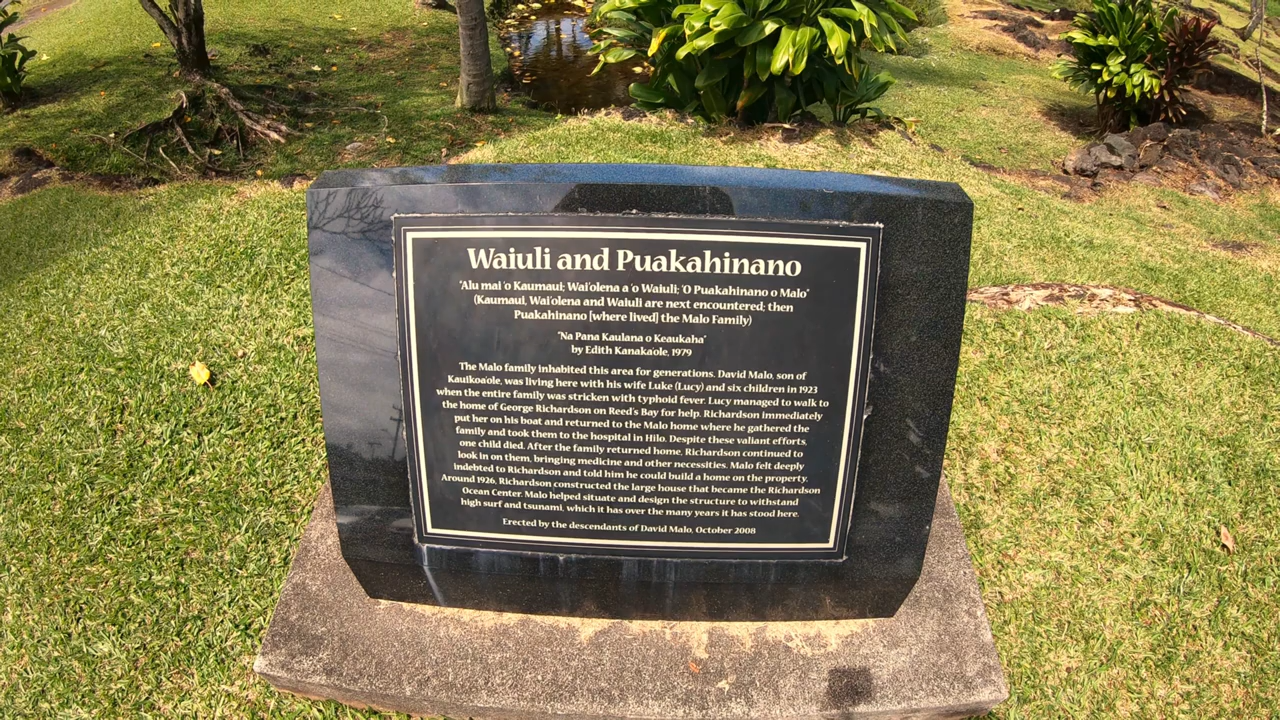 Waiuli and Puakahinano
"Alu mai 'o Kaumaui; Wai'olena a 'o Waiuli; 'O Puakahinano o Malo"
(Kaumaui, Wai'olena and Waiuli are next encountered; then
Puakahinano [where lived] the Malo Family)
"Na Pana Kaulana o Keaukaha"
by Edith Kanaka'ole, 1979
The Malo family inhabited this area for generations. David Malo, son of
Kauikoa'ole, was living here with his wife Luke (Lucy) and six children in 1923
when the entire family was stricken with typhoid fever. Lucy managed to walk to
the home of George Richardson on Reed's Bay for help. Richardson immediately
put her on his boat and returned to the Malo home where he gathered the
family and took them to the hospital in Hilo. Despite these valiant efforts,
one child died. After the family returned home, Richardson continued to
look in on them, bringing medicine and other necessities. Malo felt deeply
indebted to Richardson and told him he could build a home on the property.
Around 1926, Richardson constructed the large house that became the Richardson
Ocean Center. Malo helped situate and design the structure to withstand
high surf and tsunami, which it has over the many years it has stood here.
Erected by the descendants of David Malo, October 2008